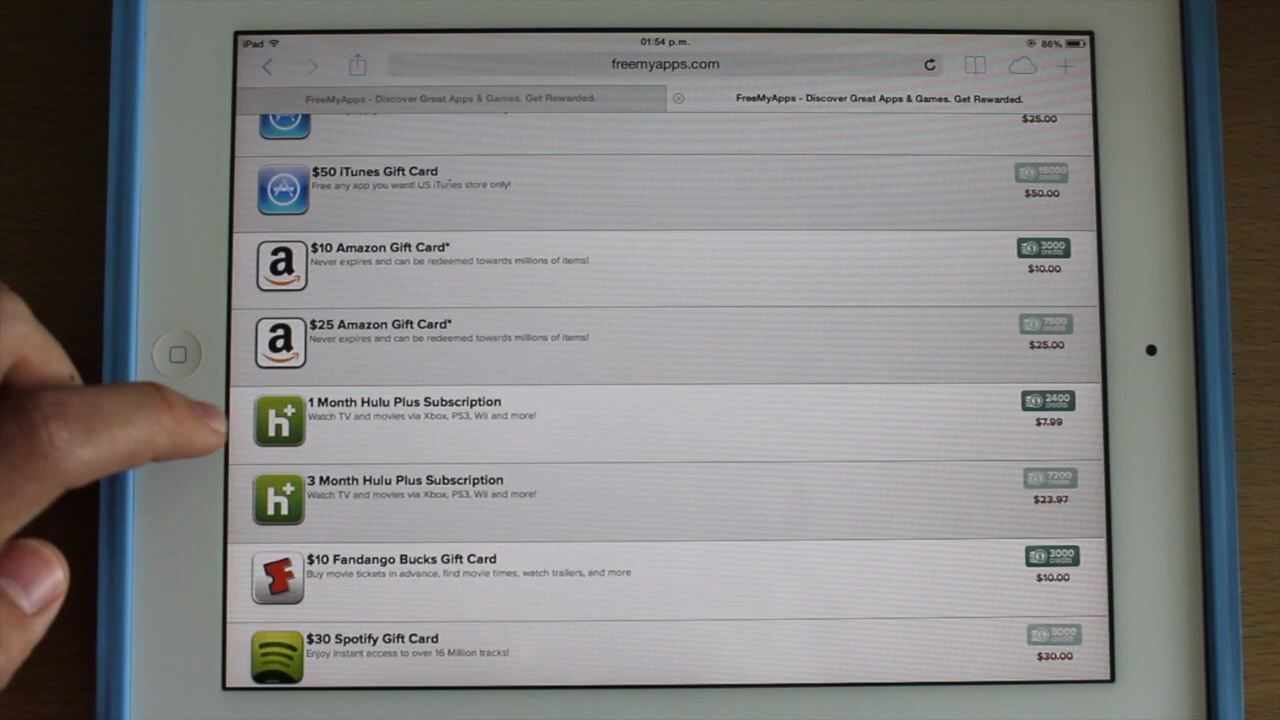 iPad 01:54 p.m. 86%
freemyapps.com
FreeMyApps - Discover Great Apps & Games. Get Rewarded. FreeMyApps - Discover Great Apps & Games. Get Rewarded.
$25.00
$50 iTunes Gift Card
Free any app you want! US iTunes store only!
15000 credits
$50.00
$10 Amazon Gift Card*
Never expires and can be redeemed towards millions of items!
3000 credits
$10.00
$25 Amazon Gift Card*
Never expires and can be redeemed towards millions of items!
7500 credits
$25.00
1 Month Hulu Plus Subscription
Watch TV and movies via Xbox, PS3, Wii and more!
2400 credits
$7.99
3 Month Hulu Plus Subscription
Watch TV and movies via Xbox, PS3, Wii and more!
7200 credits
$23.97
$10 Fandango Bucks Gift Card
Buy movie tickets in advance, find movie times, watch trailers, and more
3000 credits
$10.00
$30 Spotify Gift Card
Enjoy instant access to over 16 Million tracks!
9000 credits
$30.00